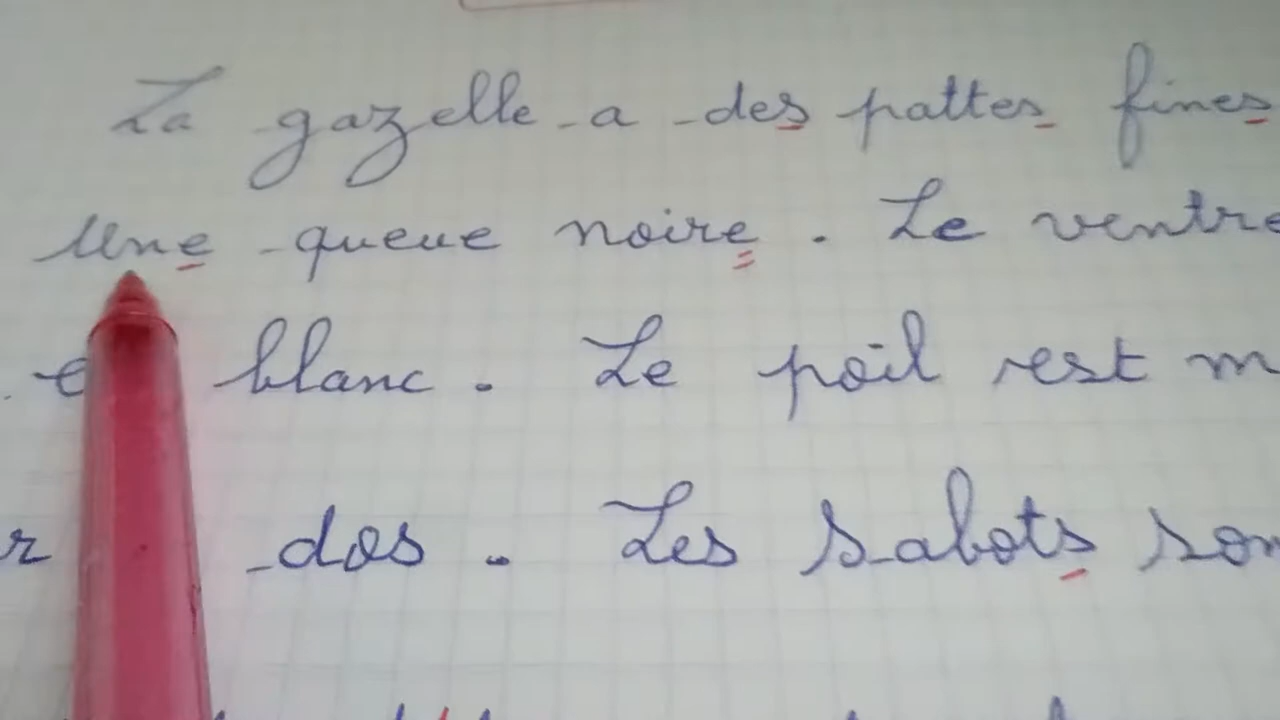 La gazelle a des pattes fines
une queue noire. Le ventre
blanc. Le poil est
dos. Les sabots